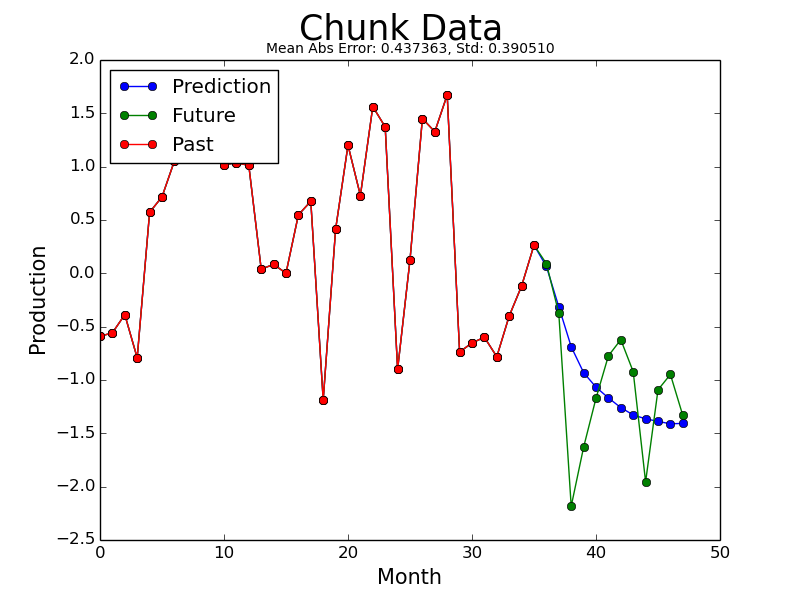 Chunk Data
Mean Abs Error: 0.437363, Std: 0.390510
2.0
1.5
1.0
0.5
0.0
−0.5
−1.0
−1.5
−2.0
−2.5
Prediction
Future
Past
Production
0 10 20 30 40 50
Month